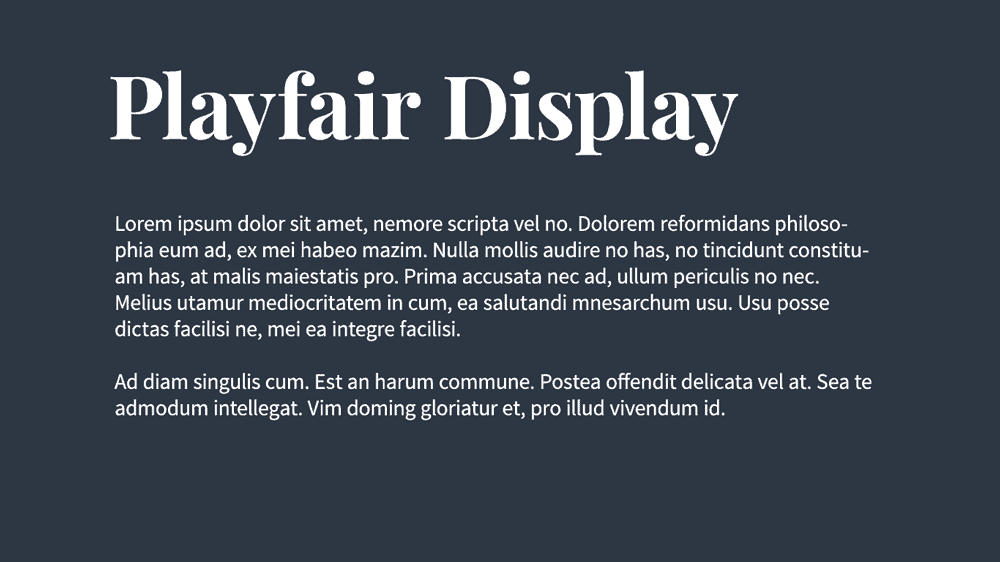 Playfair Display
Lorem ipsum dolor sit amet, nemore scripta vel no. Dolorem reformidans philoso-
phia eum ad, ex mei habeo mazim. Nulla mollis audire no has, no tincidunt constitu-
am has, at malis maiestatis pro. Prima accusata nec ad, ullum periculis no nec.
Melius utamur mediocritatem in cum, ea salutandi mnesarchum usu. Usu posse
dictas facilisi ne, mei ea integre facilisi.
Ad diam singulis cum. Est an harum commune. Postea offendit delicata vel at. Sea te
admodum intellegat. Vim doming gloriatur et, pro illud vivendum id.